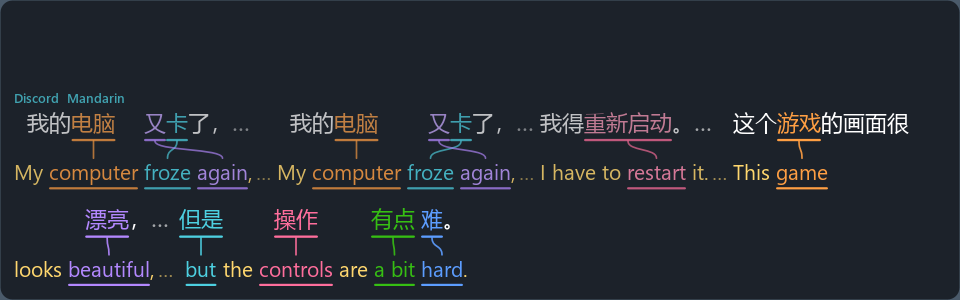 Discord Mandarin
我的电脑 又卡了，… 我的电脑 又卡了，… 我得重新启动。… 这个游戏的画面很
My computer froze again, ... My computer froze again, ... I have to restart it. ... This game
漂亮，… 但是 操作 有点 难。
looks beautiful, ... but the controls are a bit hard.